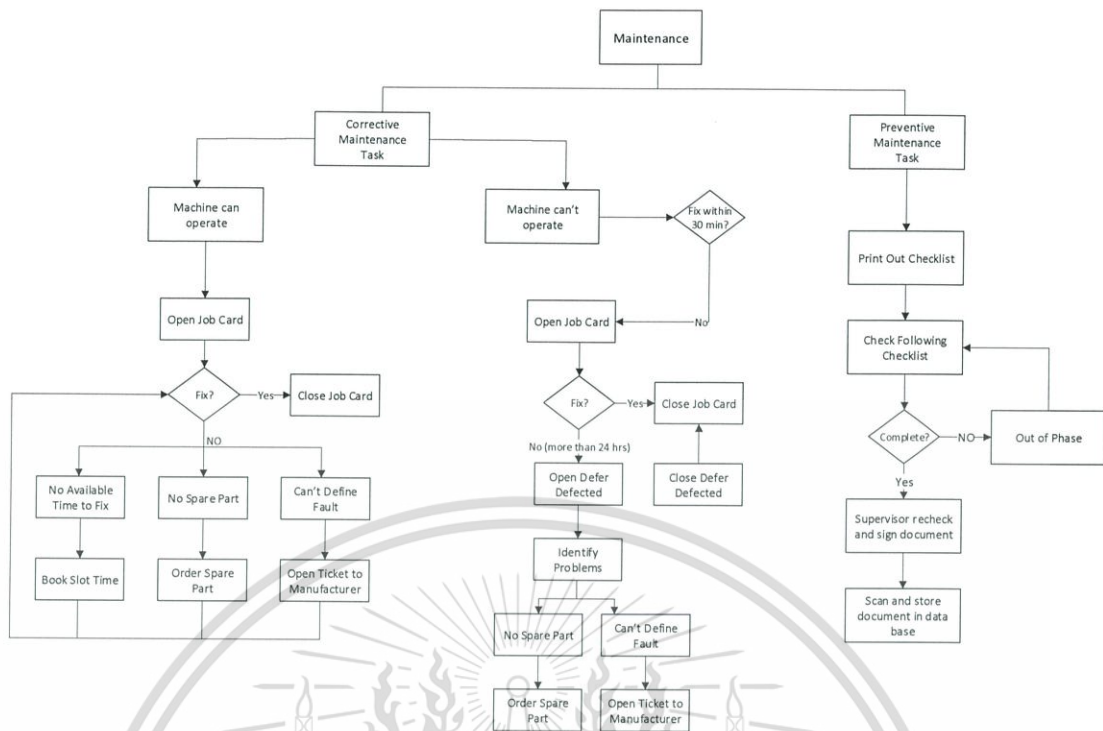 Maintenance
Corrective
Maintenance
Task
Preventive
Maintenance
Task
Machine can
operate
Machine can't
operate
Fix within
30 min?
Print Out Checklist
Open Job Card
Open Job Card
No
Check Following
Checklist
Fix?
Yes
Close Job Card
Fix?
Yes
Close Job Card
Complete?
NO
Out of Phase
NO
No (more than 24 hrs)
Yes
No Available
Time to Fix
No Spare Part
Can't Define
Fault
Open Defer
Defected
Close Defer
Defected
Supervisor recheck
and sign document
Book Slot Time
Order Spare
Part
Open Ticket to
Manufacturer
Identify
Problems
Scan and store
document in data
base
No Spare Part
Can't Define
Fault
Order Spare
Part
Open Ticket to
Manufacturer